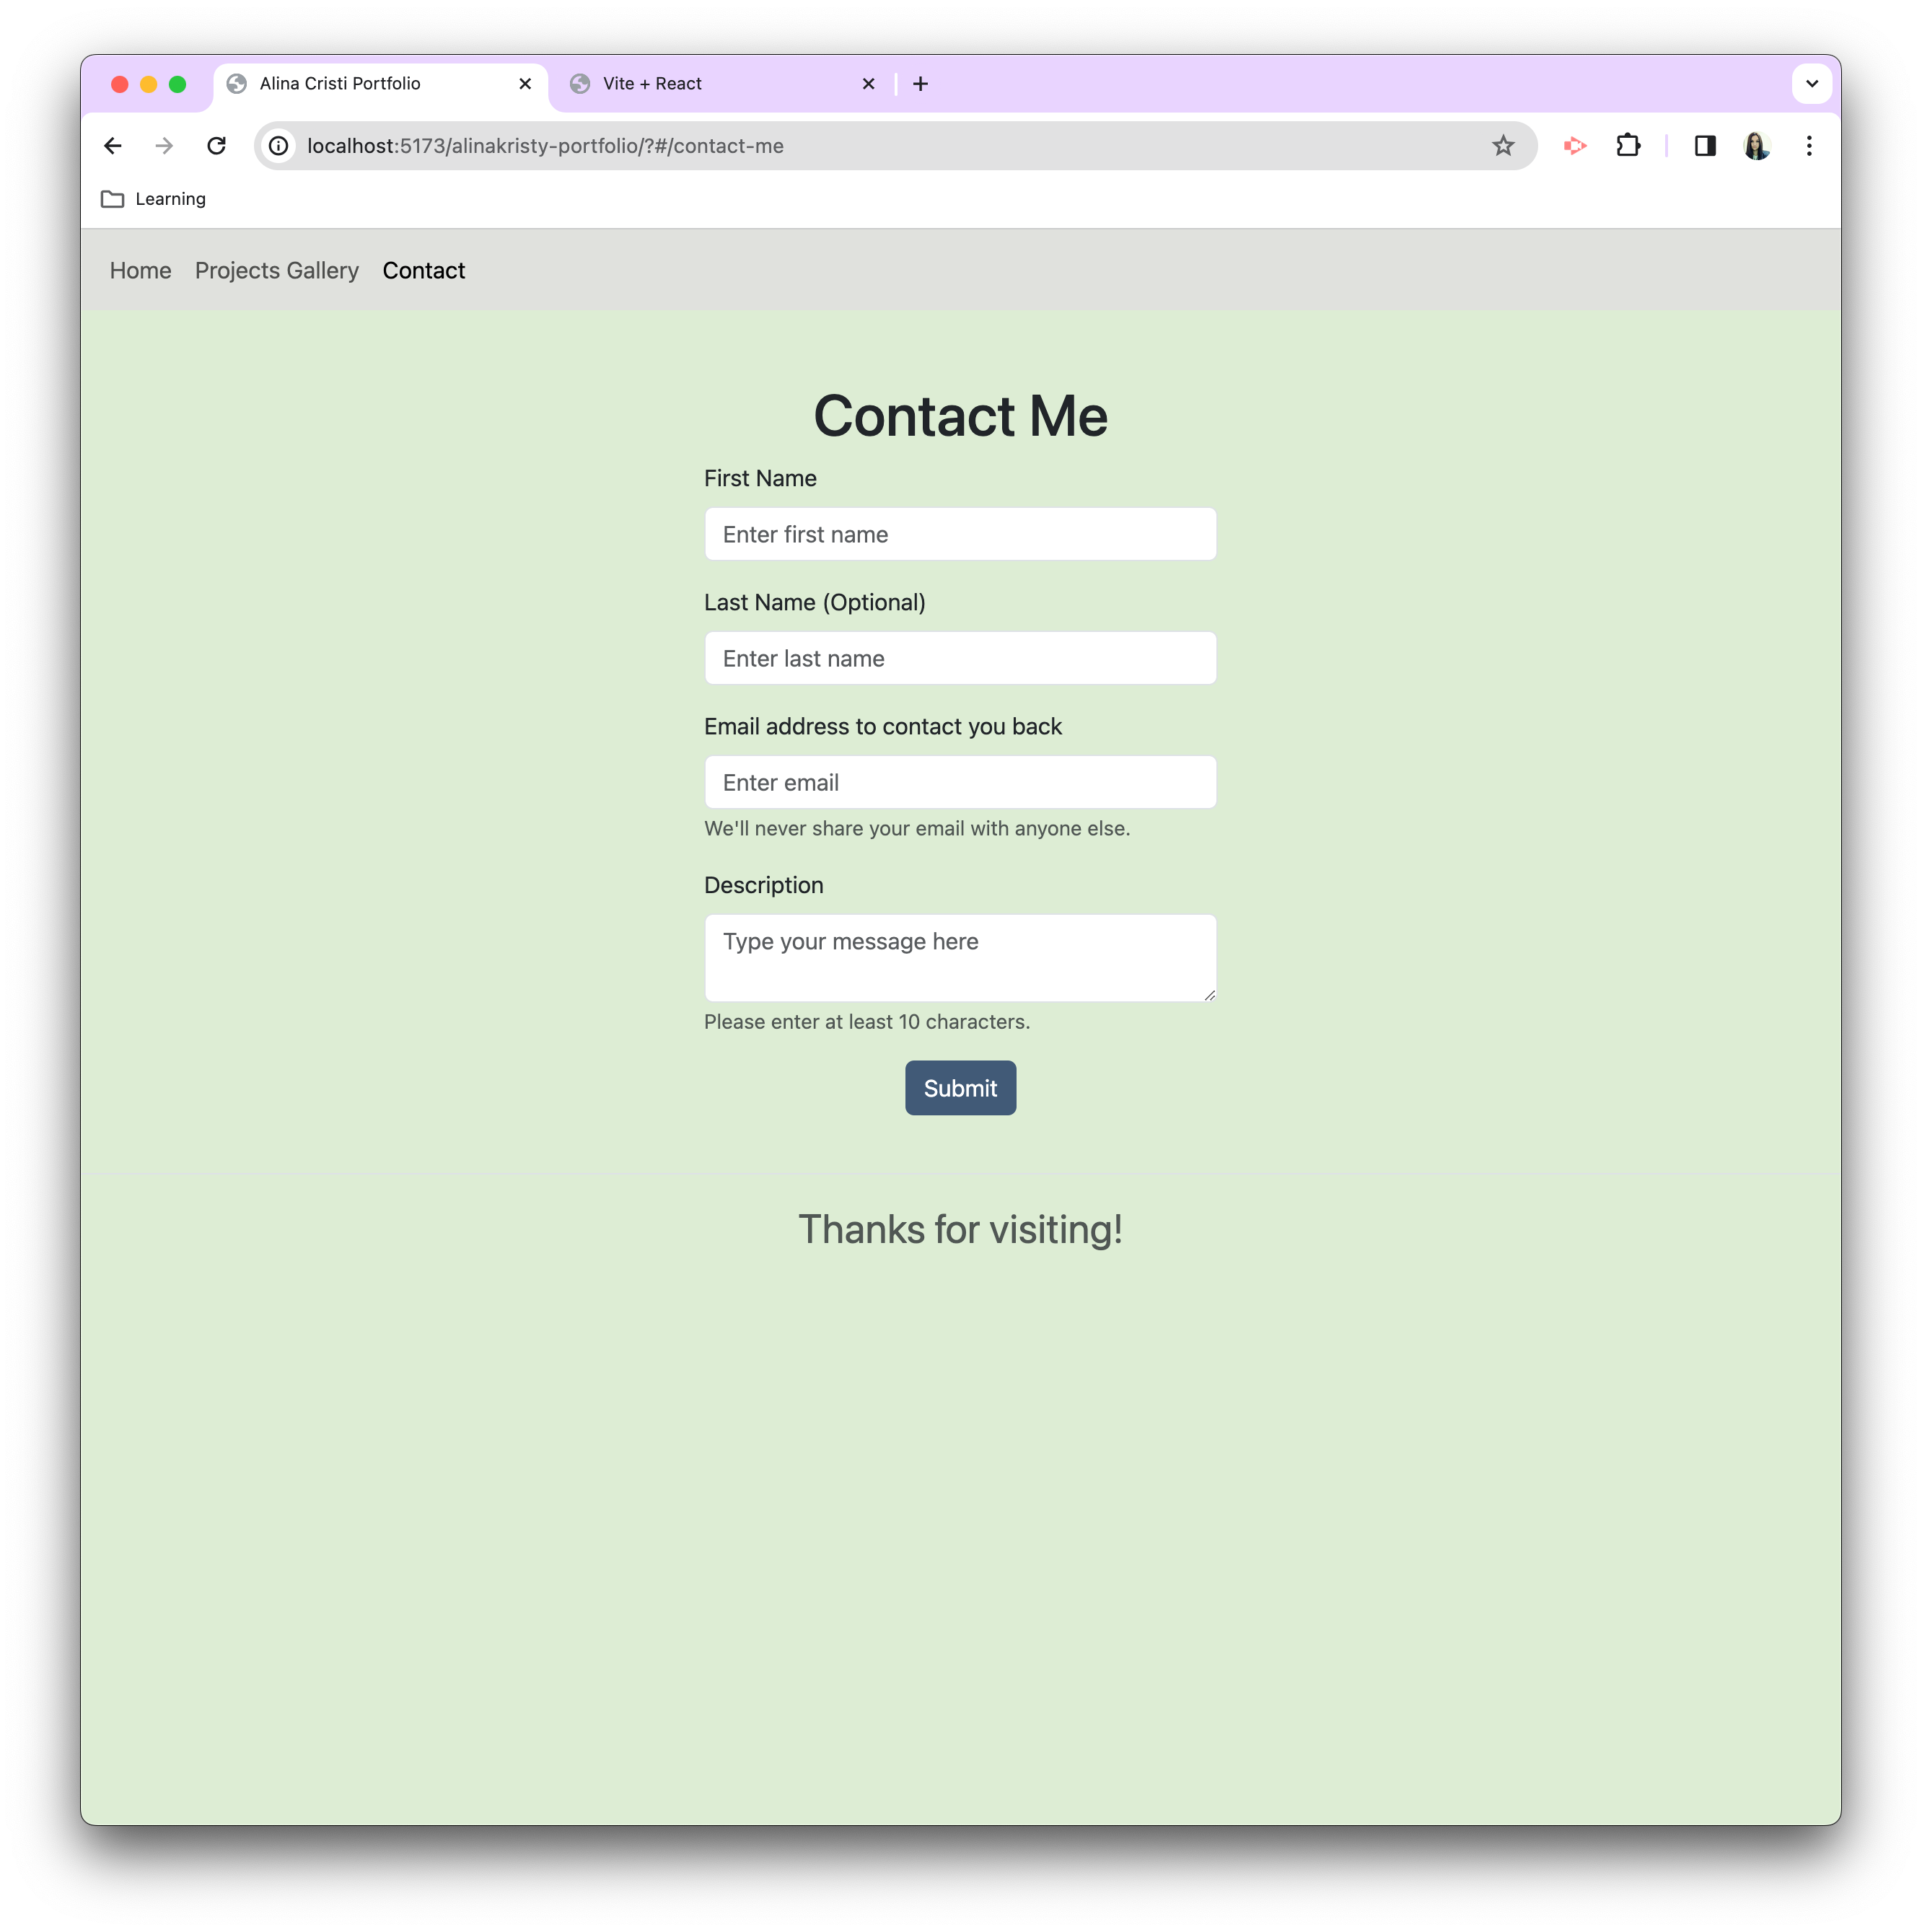 Alina Cristi Portfolio
Vite + React
localhost:5173/alinakristy-portfolio/?#/contact-me
Learning
Home Projects Gallery Contact
Contact Me
First Name
Enter first name
Last Name (Optional)
Enter last name
Email address to contact you back
Enter email
We'll never share your email with anyone else.
Description
Type your message here
Please enter at least 10 characters.
Submit
Thanks for visiting!